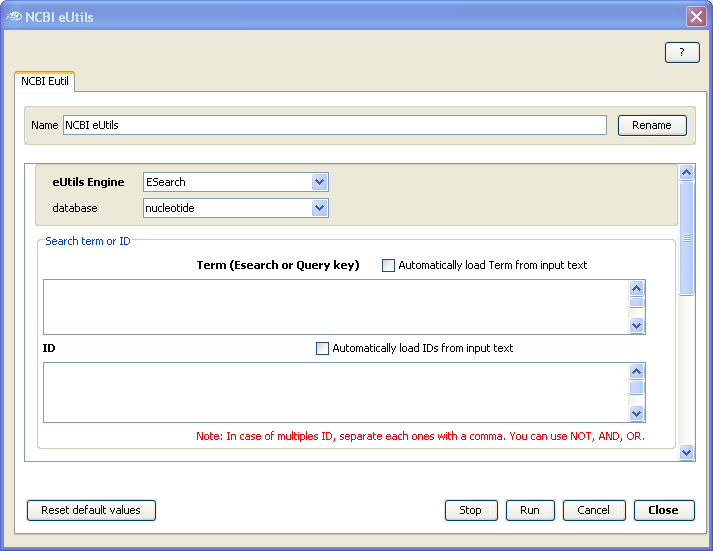 NCBI eUtils
?
NCBI Eutil
Name NCBI eUtils Rename
eUtils Engine ESearch
database nucleotide
Search term or ID
Term (Esearch or Query key) Automatically load Term from input text
ID Automatically load IDs from input text
Note: In case of multiples ID, separate each ones with a comma. You can use NOT, AND, OR.
Reset default values Stop Run Cancel Close